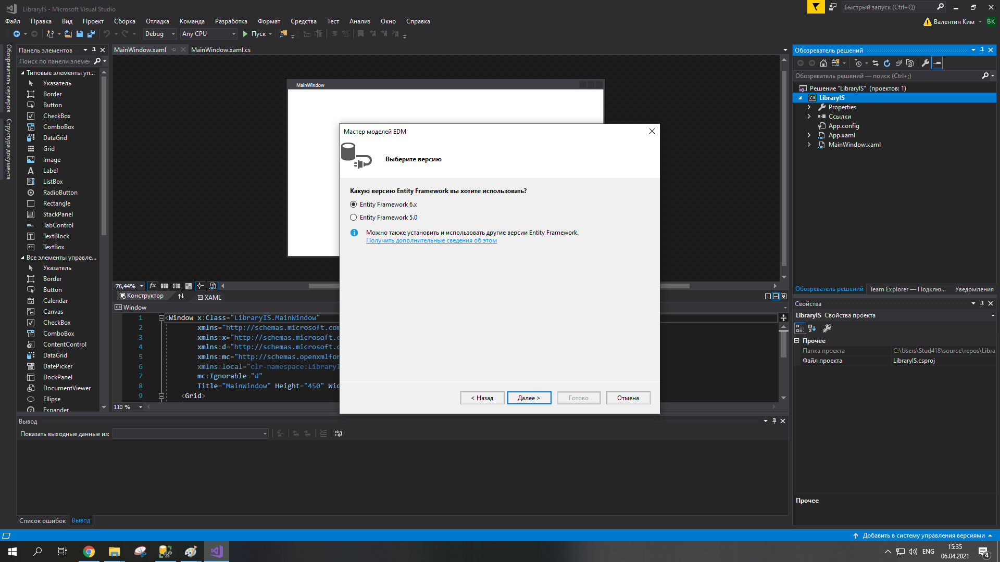 LibraryIS - Microsoft Visual Studio
Быстрый запуск (Ctrl+Q)
Файл Правка Вид Проект Сборка Отладка Команда Разработка Формат Средства Тест Анализ Окно Справка
Валентин Ким
ВК
Debug
Any CPU
Пуск
Обозреватель серверов
Структура документа
Панель элементов
Поиск по панели элемен
Типовые элементы уп...
Указатель
Border
Button
CheckBox
ComboBox
DataGrid
Grid
Image
Label
ListBox
RadioButton
Rectangle
StackPanel
TabControl
TextBlock
TextBox
Все элементы управле...
Указатель
Border
Button
Calendar
Canvas
CheckBox
ComboBox
ContentControl
DataGrid
DatePicker
DockPanel
DocumentViewer
Ellipse
Expander
MainWindow.xaml
MainWindow.xaml.cs
MainWindow
Мастер моделей EDM
Выберите версию
Какую версию Entity Framework вы хотите использовать?
Entity Framework 6.x
Entity Framework 5.0
Можно также установить и использовать другие версии Entity Framework.
Получить дополнительные сведения об этом
< Назад
Далее >
Готово
Отмена
76,44%
Конструктор
XAML
Window
1 <Window x:Class="LibraryIS.MainWindow"
2 xmlns="http://schemas.microsoft.com
3 xmlns:x="http://schemas.microsoft.c
4 xmlns:d="http://schemas.microsoft.c
5 xmlns:mc="http://schemas.openxmlfor
6 xmlns:local="clr-namespace:LibraryI
7 mc:Ignorable="d"
8 Title="MainWindow" Height="450" Wid
9 <Grid>
110 %
Вывод
Показать выходные данные из:
Список ошибок
Вывод
Обозреватель решений
Обозреватель решений — поиск (Ctrl+;)
Решение "LibraryIS" (проектов: 1)
LibraryIS
Properties
Ссылки
App.config
App.xaml
MainWindow.xaml
Обозреватель решений
Team Explorer — Подклю...
Уведомления
Свойства
LibraryIS Свойства проекта
Прочее
Папка проекта C:\Users\Stud418\source\repos\Libra
Файл проекта LibraryIS.csproj
Прочее
Добавить в систему управления версиями
ENG
15:35
06.04.2021
4